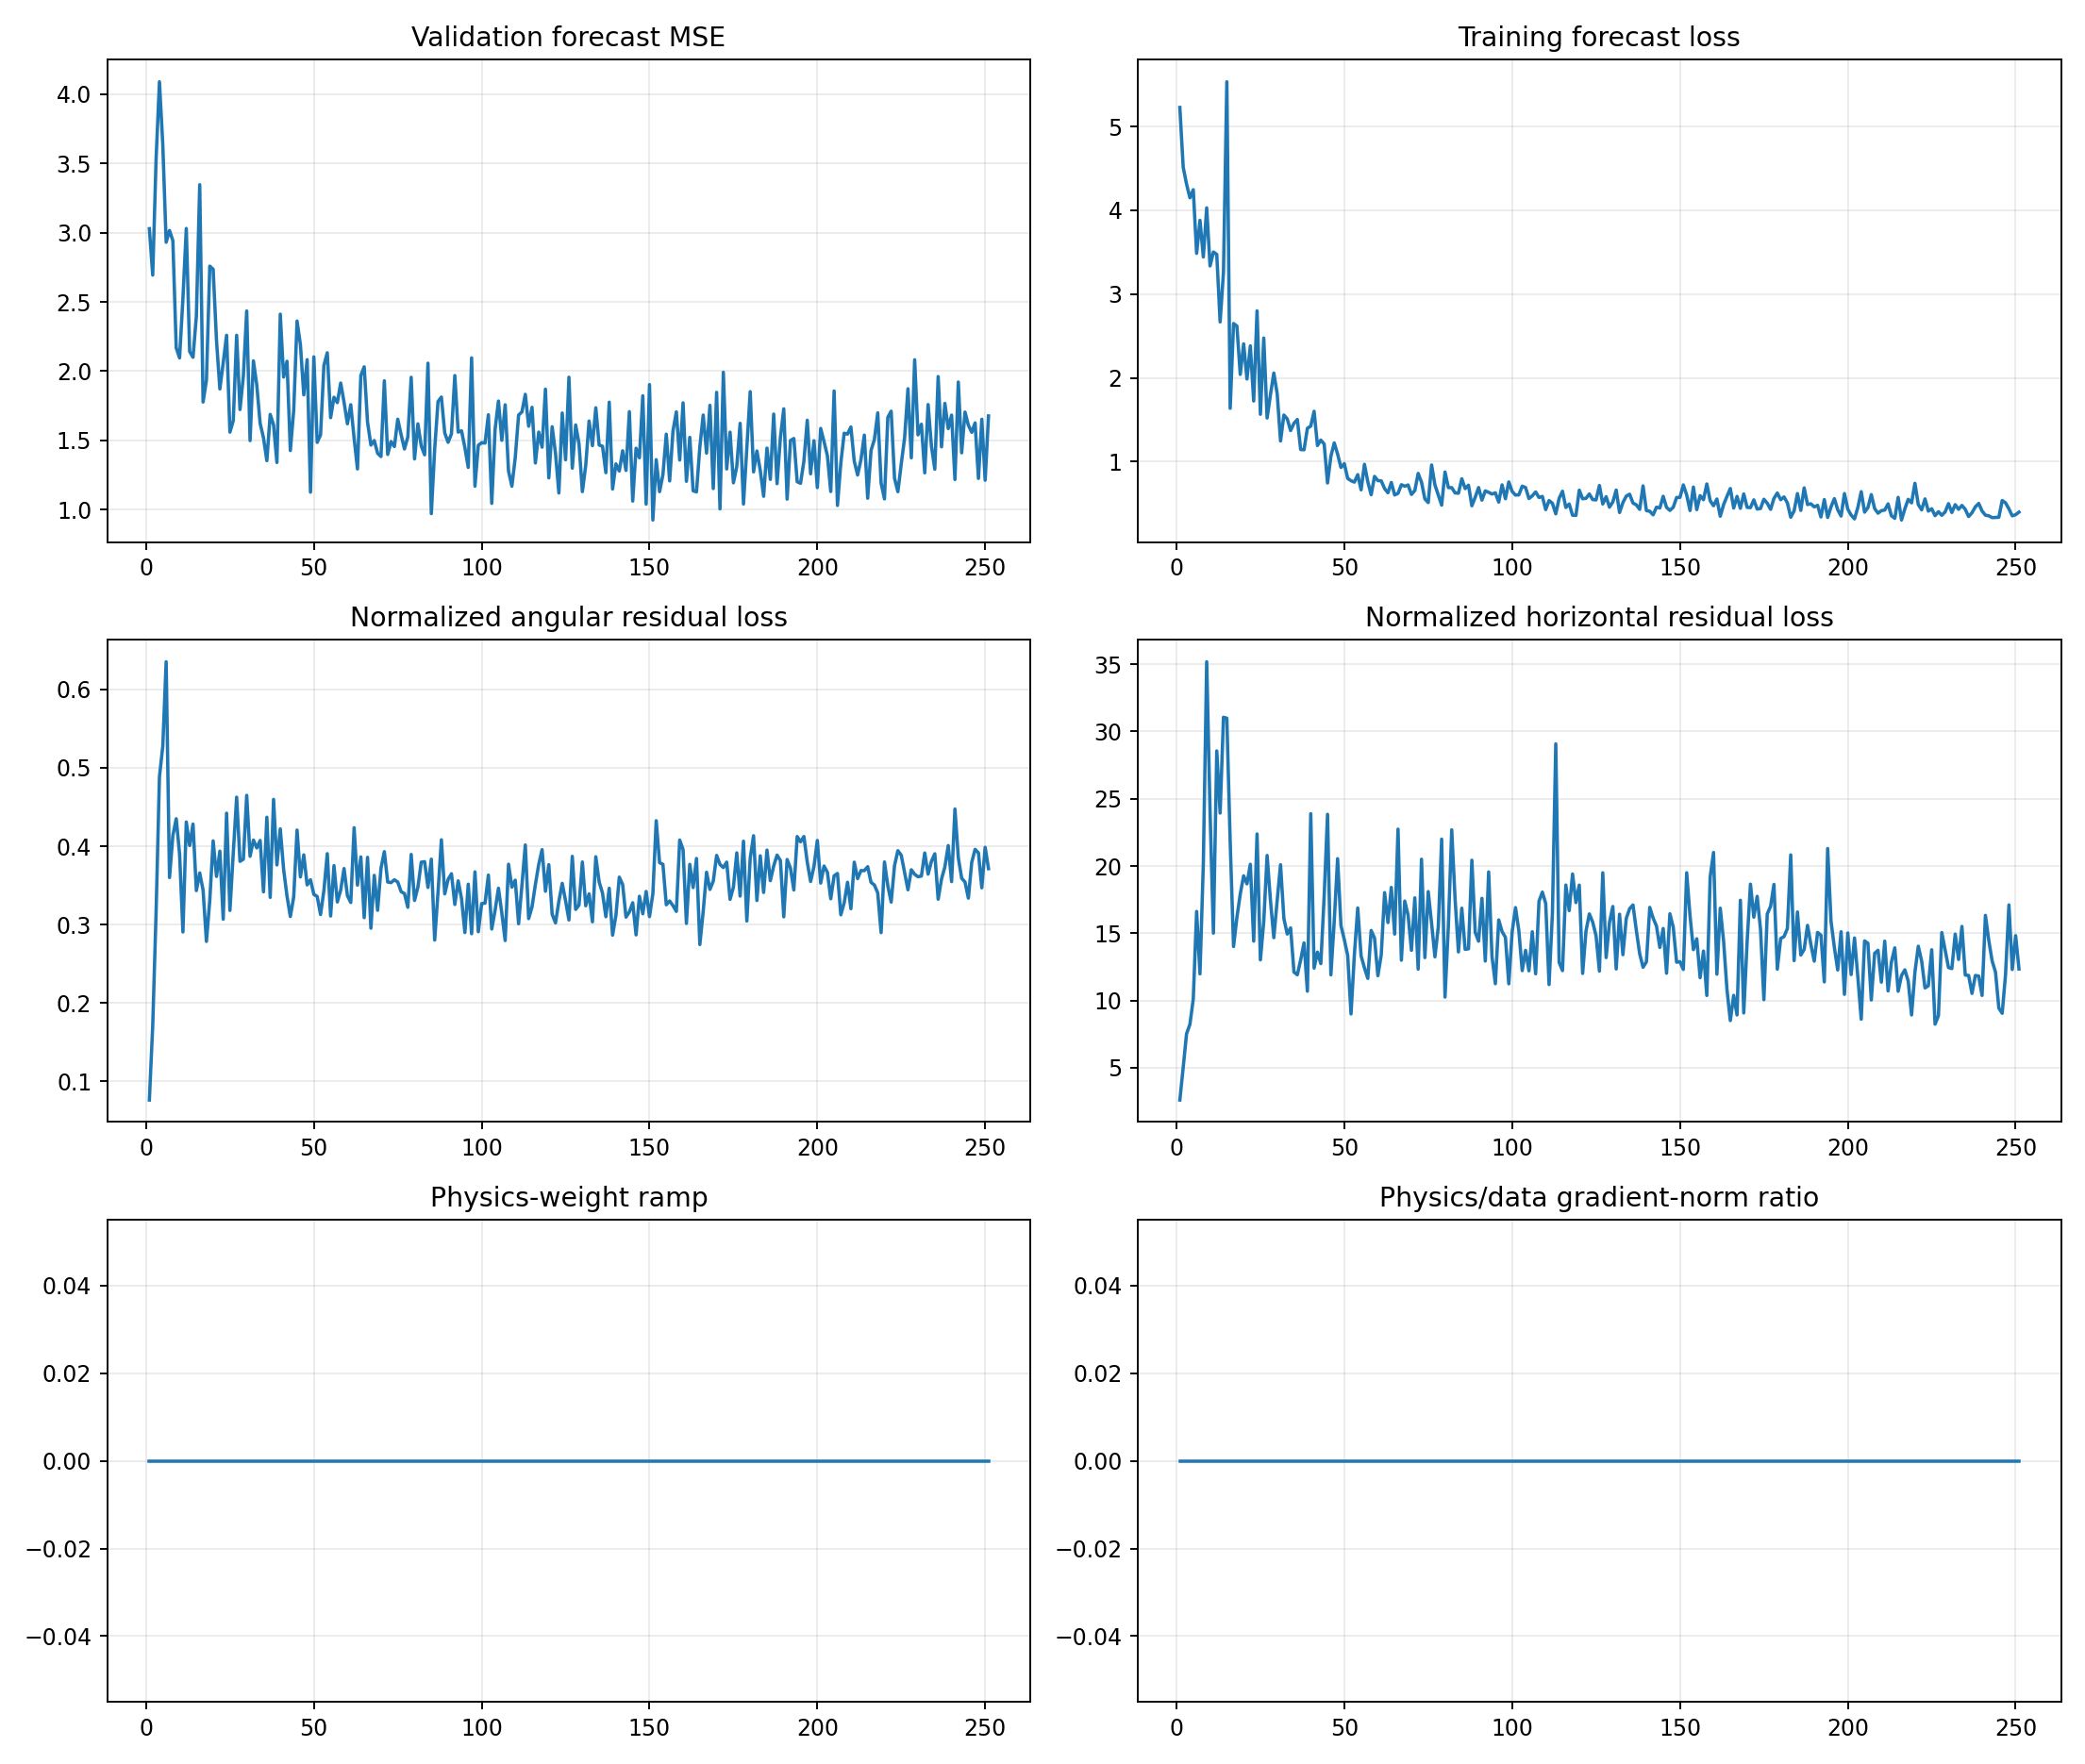 Validation forecast MSE
4.0
3.5
3.0
2.5
2.0
1.5
1.0
0 50 100 150 200 250
Training forecast loss
5
4
3
2
1
0 50 100 150 200 250
Normalized angular residual loss
0.6
0.5
0.4
0.3
0.2
0.1
0 50 100 150 200 250
Normalized horizontal residual loss
35
30
25
20
15
10
5
0 50 100 150 200 250
Physics-weight ramp
0.04
0.02
0.00
−0.02
−0.04
0 50 100 150 200 250
Physics/data gradient-norm ratio
0.04
0.02
0.00
−0.02
−0.04
0 50 100 150 200 250